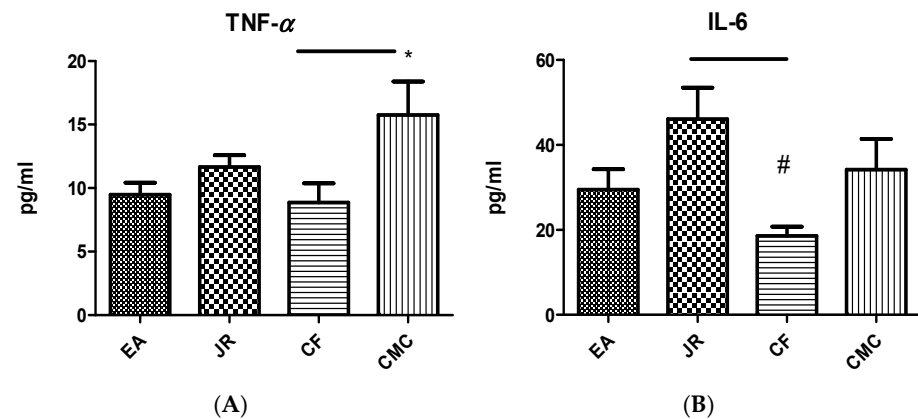 TNF-α
*
20
15
10
5
0
pg/ml
EA
JR
CF
CMC
(A)
IL-6
60
40
20
0
pg/ml
#
EA
JR
CF
CMC
(B)